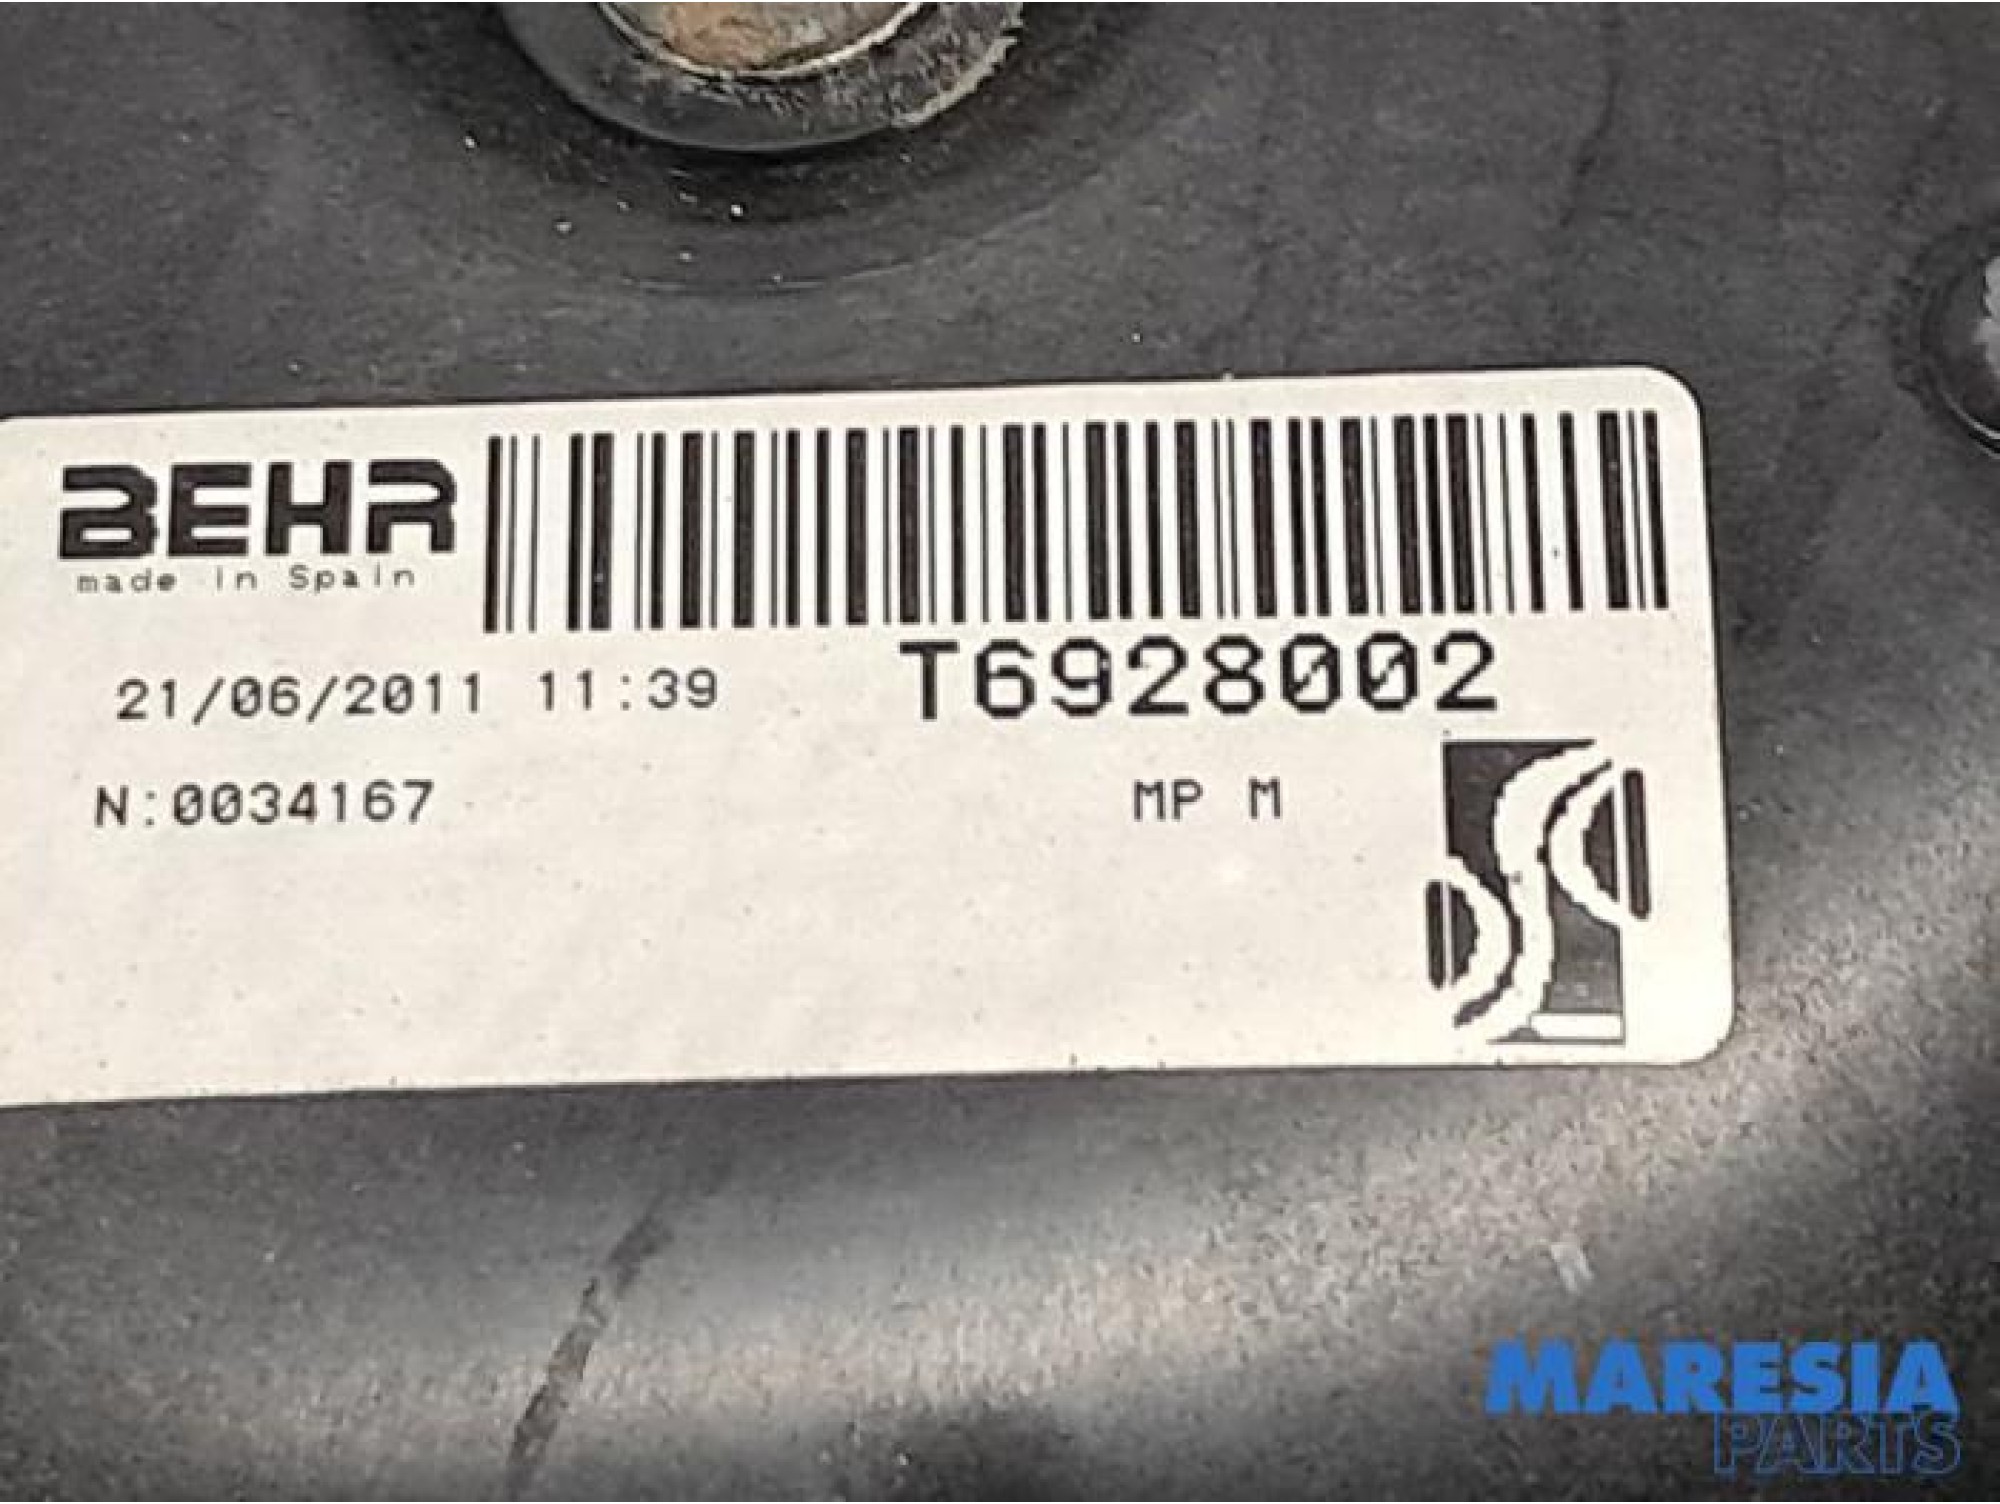 BEHR
made in Spain
21/06/2011 11:39
T6928002
N:0034167
MP M
MARESIA
PARTS